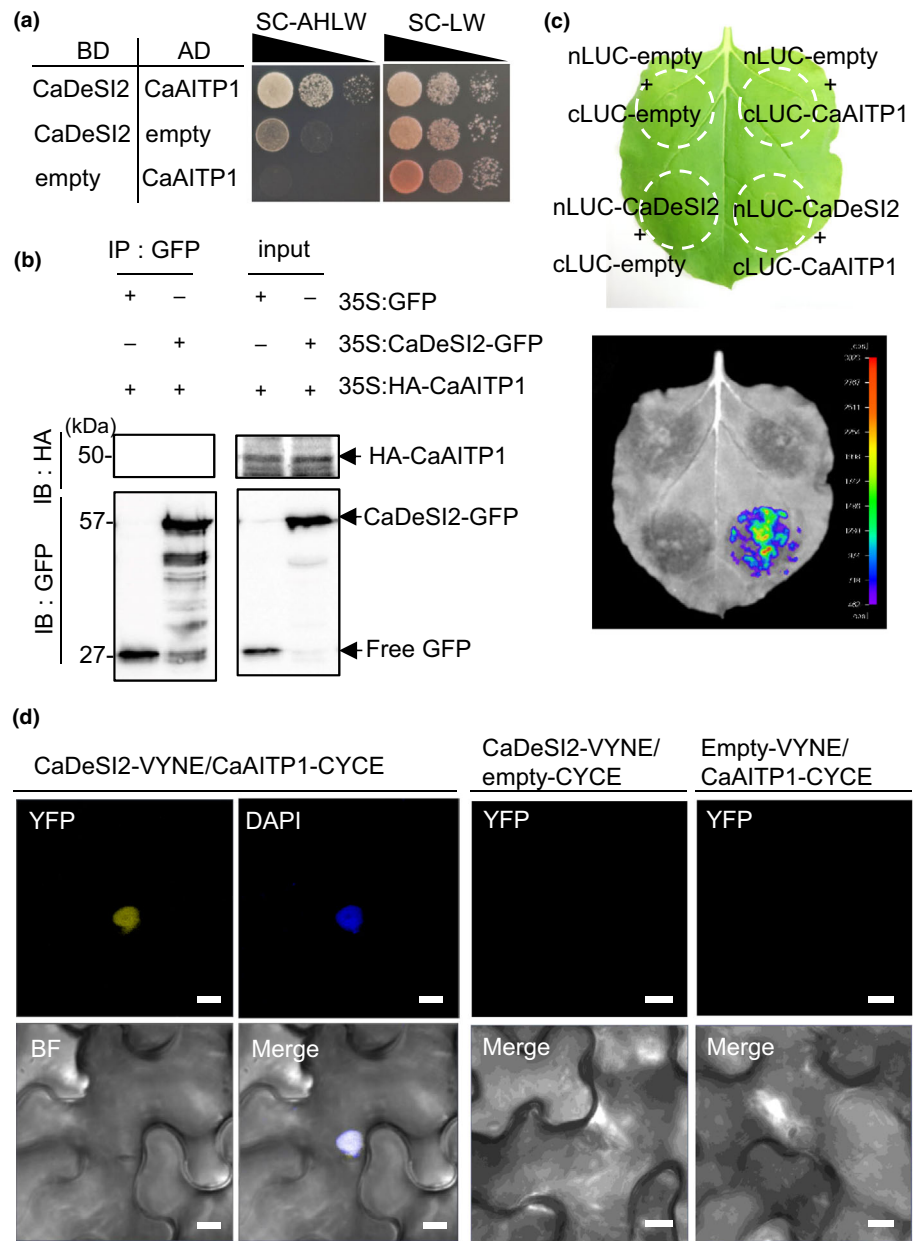 (a)
SC-AHLW SC-LW
BD AD
CaDeSI2 CaAITP1
CaDeSI2 empty
empty CaAITP1
(b)
IP : GFP input
+ – + – 35S:GFP
– + – + 35S:CaDeSI2-GFP
+ + + + 35S:HA-CaAITP1
(kDa)
IB : HA
50- HA-CaAITP1
IB : GFP
57- CaDeSI2-GFP
27- Free GFP
(c)
nLUC-empty nLUC-empty
+ +
cLUC-empty cLUC-CaAITP1
nLUC-CaDeSI2 nLUC-CaDeSI2
+ +
cLUC-empty cLUC-CaAITP1
(d)
CaDeSI2-VYNE/CaAITP1-CYCE
CaDeSI2-VYNE/
empty-CYCE
Empty-VYNE/
CaAITP1-CYCE
YFP DAPI YFP YFP
BF Merge Merge Merge